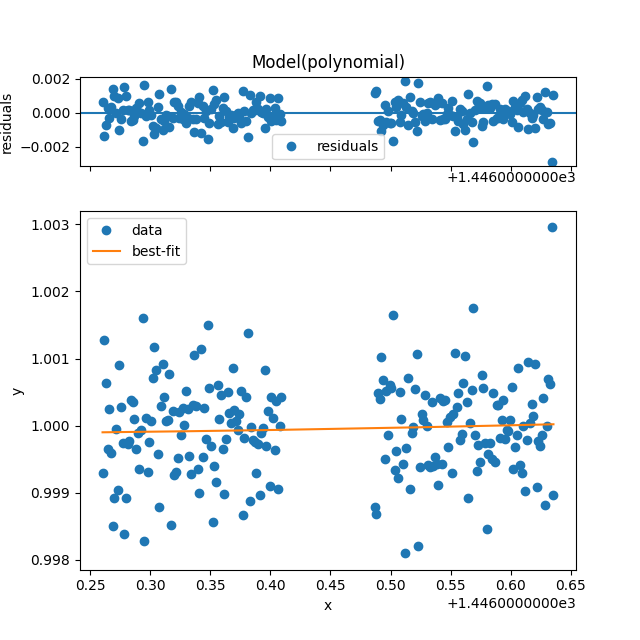 Model(polynomial)
0.002
0.000
−0.002
residuals
residuals
+1.4460000000e3
data
best-fit
1.003
1.002
1.001
1.000
0.999
0.998
y
0.25 0.30 0.35 0.40 0.45 0.50 0.55 0.60 0.65
x
+1.4460000000e3